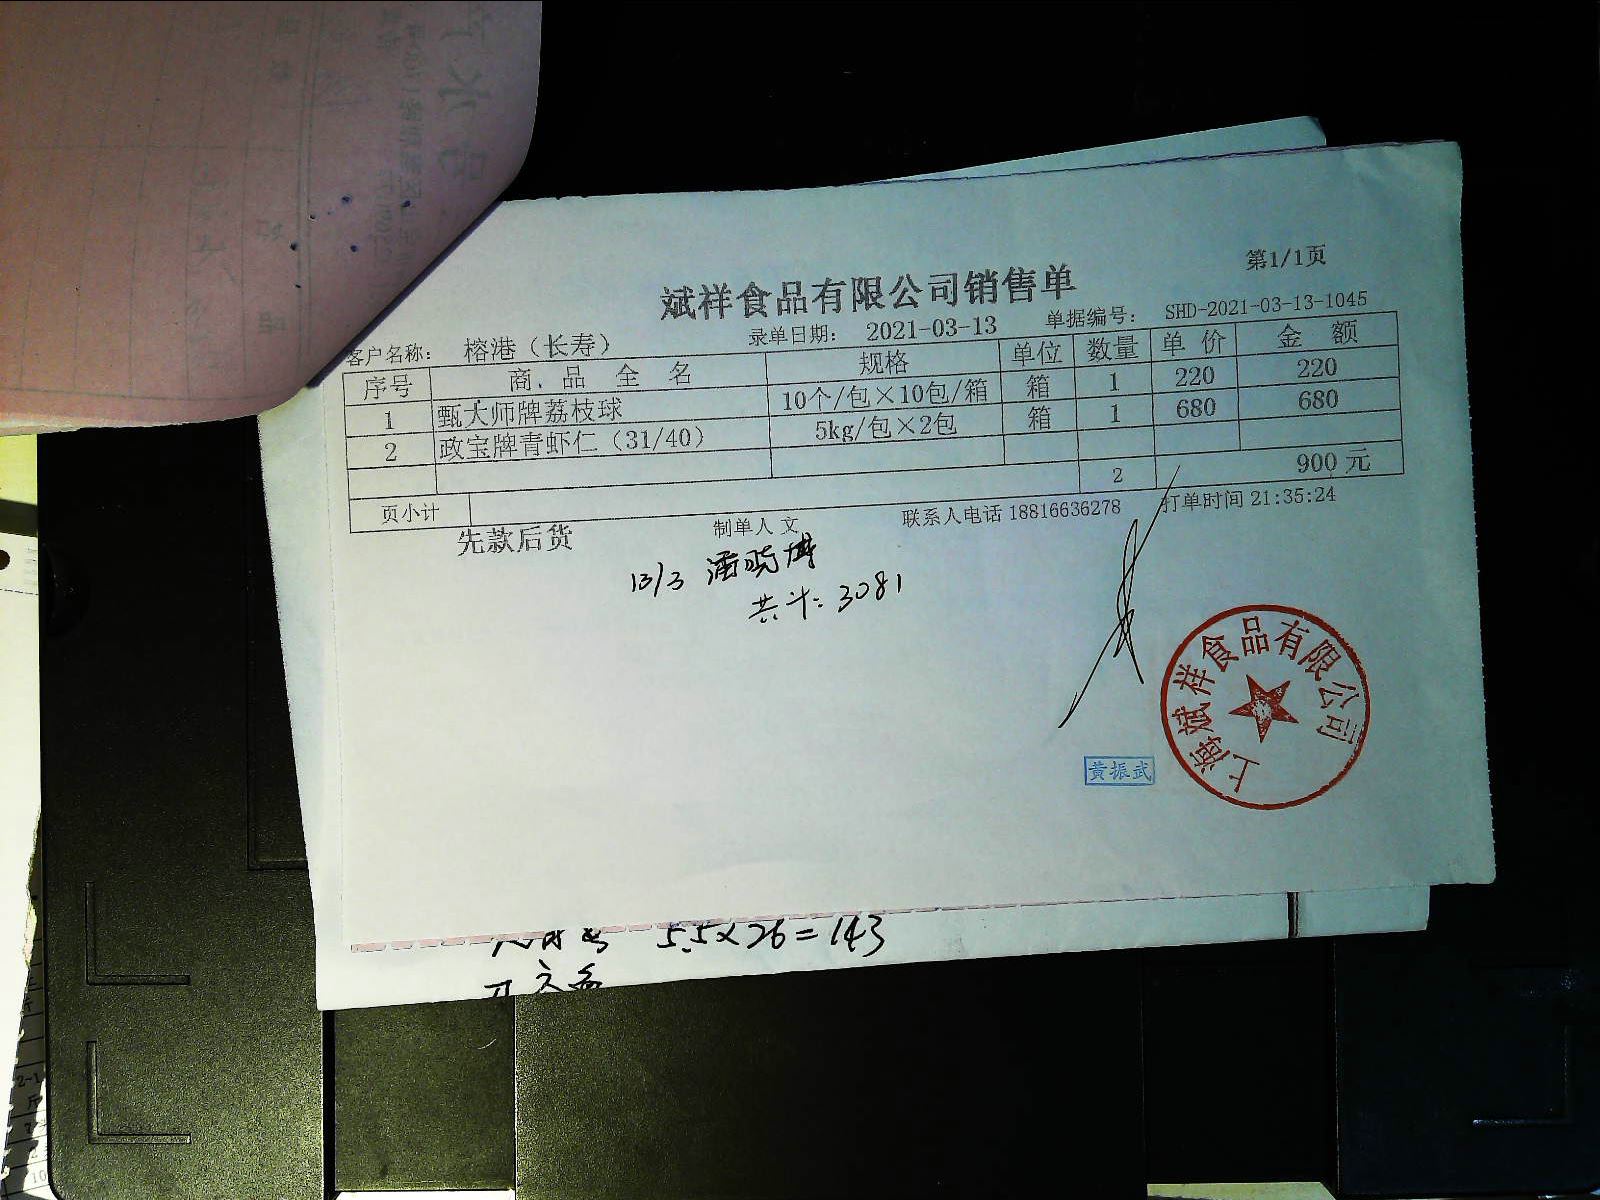 第1/1页
斌祥食品有限公司销售单
客户名称: 榕港（长寿） 录单日期: 2021-03-13 单据编号: SHD-2021-03-13-1045
序号 商品全名 规格 单位 数量 单价 金额
1 甄大师牌荔枝球 10个/包×10包/箱 箱 1 220 220
2 政宝牌青虾仁（31/40） 5kg/包×2包 箱 1 680 680
页小计 2 900元
先款后货 制单人 文 联系人电话 18816636278 打单时间 21:35:24
13/3 潘晓博
共计: 3081
上海斌祥食品有限公司
黄振武
5.5×26=143